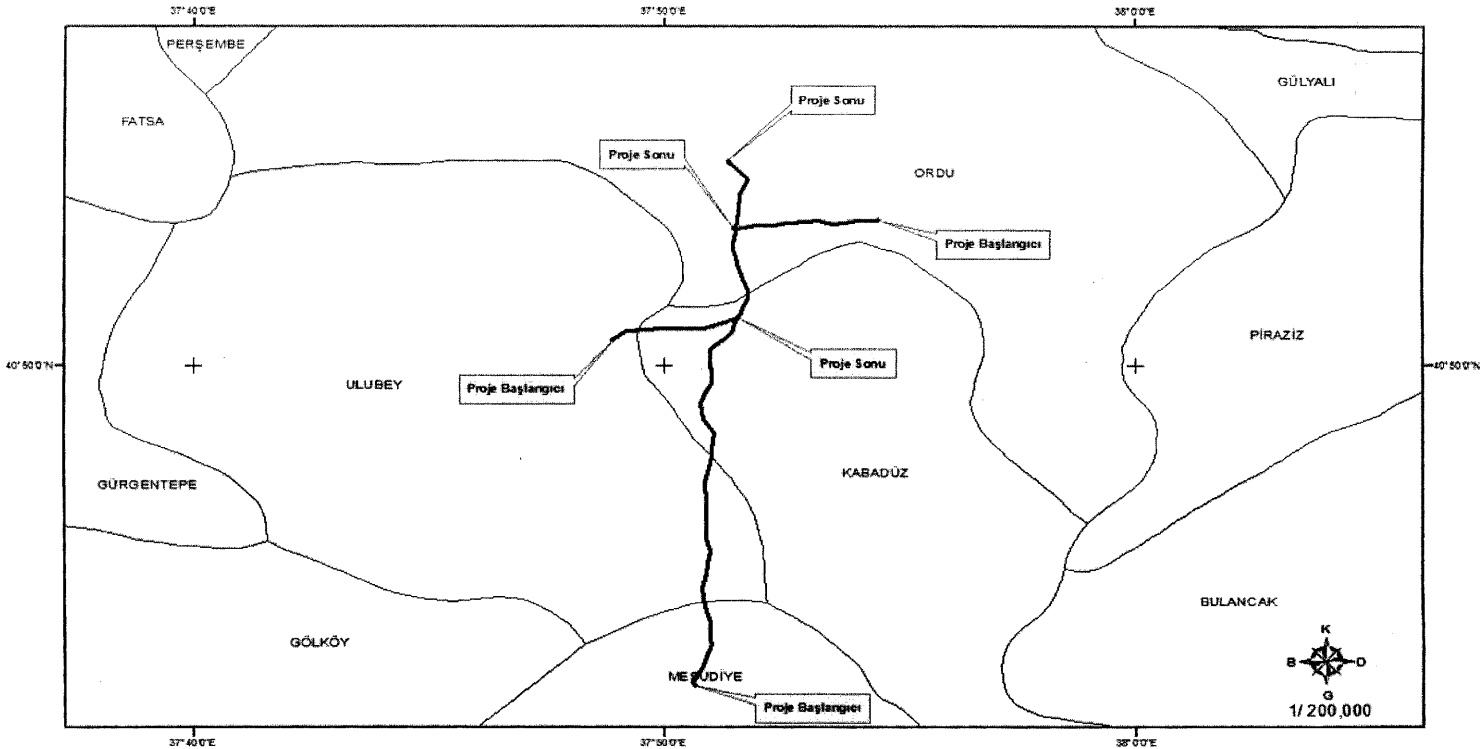 37°40'0"E
37°50'0"E
38°0'0"E
PERŞEMBE
GÜLYALI
Proje Sonu
FATSA
Proje Sonu
ORDU
Proje Başlangıcı
PİRAZİZ
40°50'0"N
40°50'0"N
Proje Sonu
ULUBEY
Proje Başlangıcı
KABADÜZ
GÜRGENTEPE
BULANCAK
GÖLKÖY
K
B
D
G
MESUDİYE
Proje Başlangıcı
1/200,000
37°40'0"E
37°50'0"E
38°0'0"E